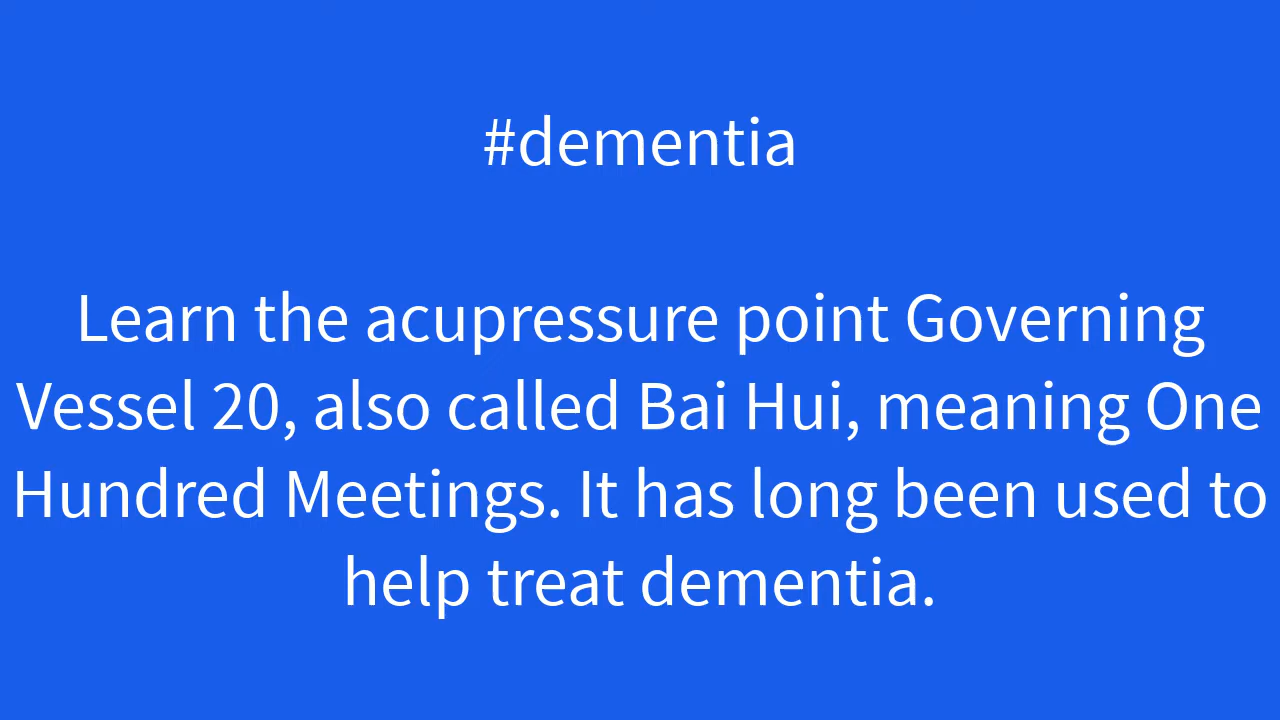 #dementia
Learn the acupressure point Governing
Vessel 20, also called Bai Hui, meaning One
Hundred Meetings. It has long been used to
help treat dementia.